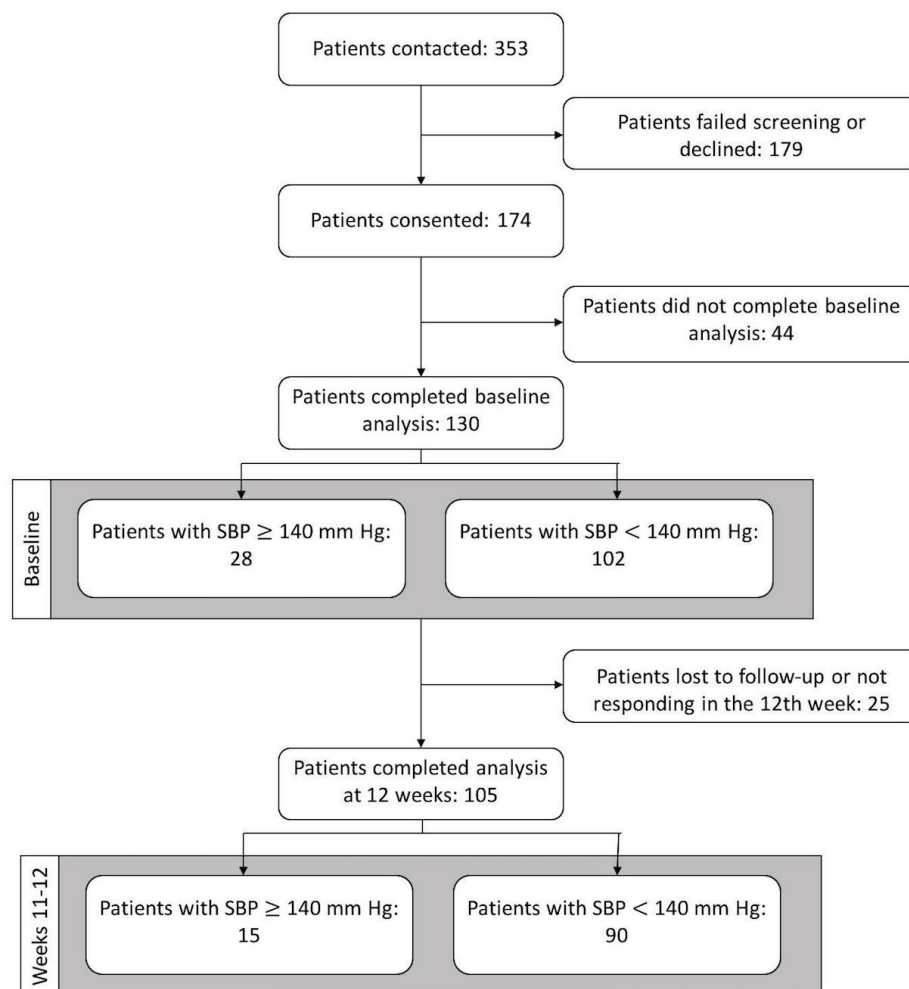 Patients contacted: 353
Patients failed screening or
declined: 179
Patients consented: 174
Patients did not complete baseline
analysis: 44
Patients completed baseline
analysis: 130
Baseline
Patients with SBP ≥ 140 mm Hg:
28
Patients with SBP < 140 mm Hg:
102
Patients lost to follow-up or not
responding in the 12th week: 25
Patients completed analysis
at 12 weeks: 105
Weeks 11-12
Patients with SBP ≥ 140 mm Hg:
15
Patients with SBP < 140 mm Hg:
90